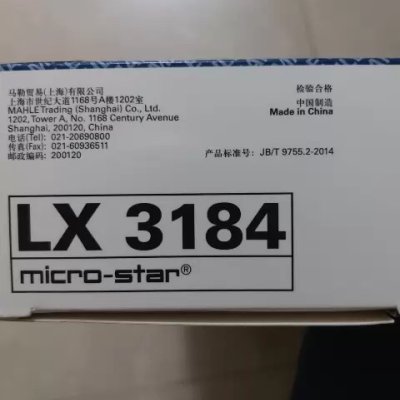 马勒贸易(上海)有限公司
上海市世纪大道1168号A楼1202室
MAHLE Trading (Shanghai) Co., Ltd.
1202, Tower A, No. 1168 Century Avenue
Shanghai, 200120, China
电话(Tel): 021-20690800
传真(Fax): 021-60936511
邮政编码: 200120
检验合格
中国制造
Made in China
产品标准号: JB/T 9755.2-2014
LX 3184
micro-star®